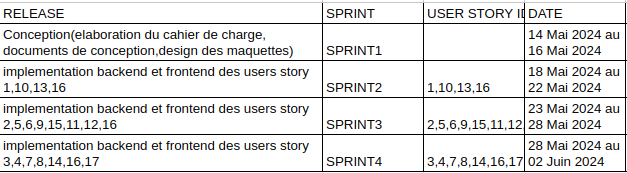 RELEASE SPRINT USER STORY ID DATE
Conception(elaboration du cahier de charge, 14 Mai 2024 au
documents de conception,design des maquettes) SPRINT1 16 Mai 2024
implementation backend et frontend des users story 18 Mai 2024 au
1,10,13,16 SPRINT2 1,10,13,16 22 Mai 2024
implementation backend et frontend des users story 23 Mai 2024 au
2,5,6,9,15,11,12,16 SPRINT3 2,5,6,9,15,11,12 28 Mai 2024
implementation backend et frontend des users story 28 Mai 2024 au
3,4,7,8,14,16,17 SPRINT4 3,4,7,8,14,16,17 02 Juin 2024